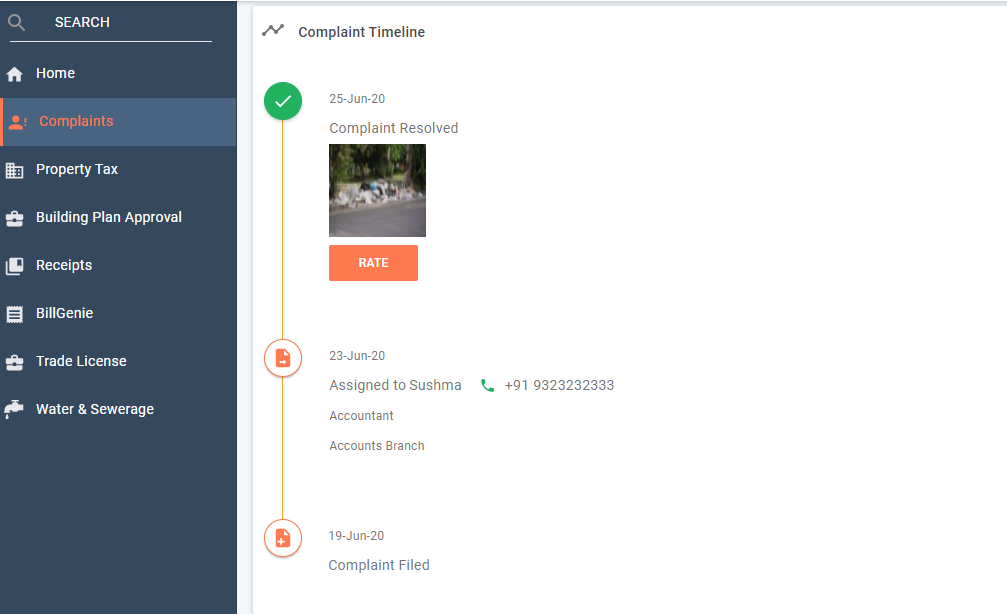 SEARCH
Home
Complaints
Property Tax
Building Plan Approval
Receipts
BillGenie
Trade License
Water & Sewerage
Complaint Timeline
25-Jun-20
Complaint Resolved
RATE
23-Jun-20
Assigned to Sushma +91 9323232333
Accountant
Accounts Branch
19-Jun-20
Complaint Filed